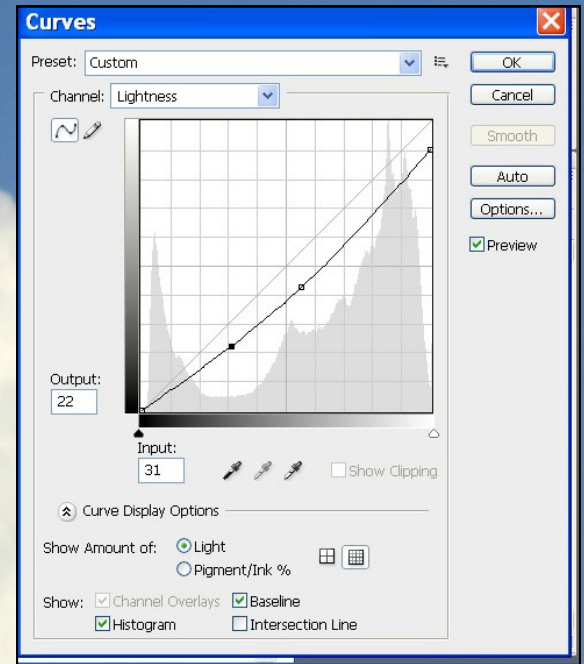 Curves
Preset: Custom
OK
Channel: Lightness
Cancel
Smooth
Auto
Options...
Preview
Output:
22
Input:
31
Show Clipping
Curve Display Options
Show Amount of: Light
Pigment/Ink %
Show: Channel Overlays Baseline
Histogram Intersection Line